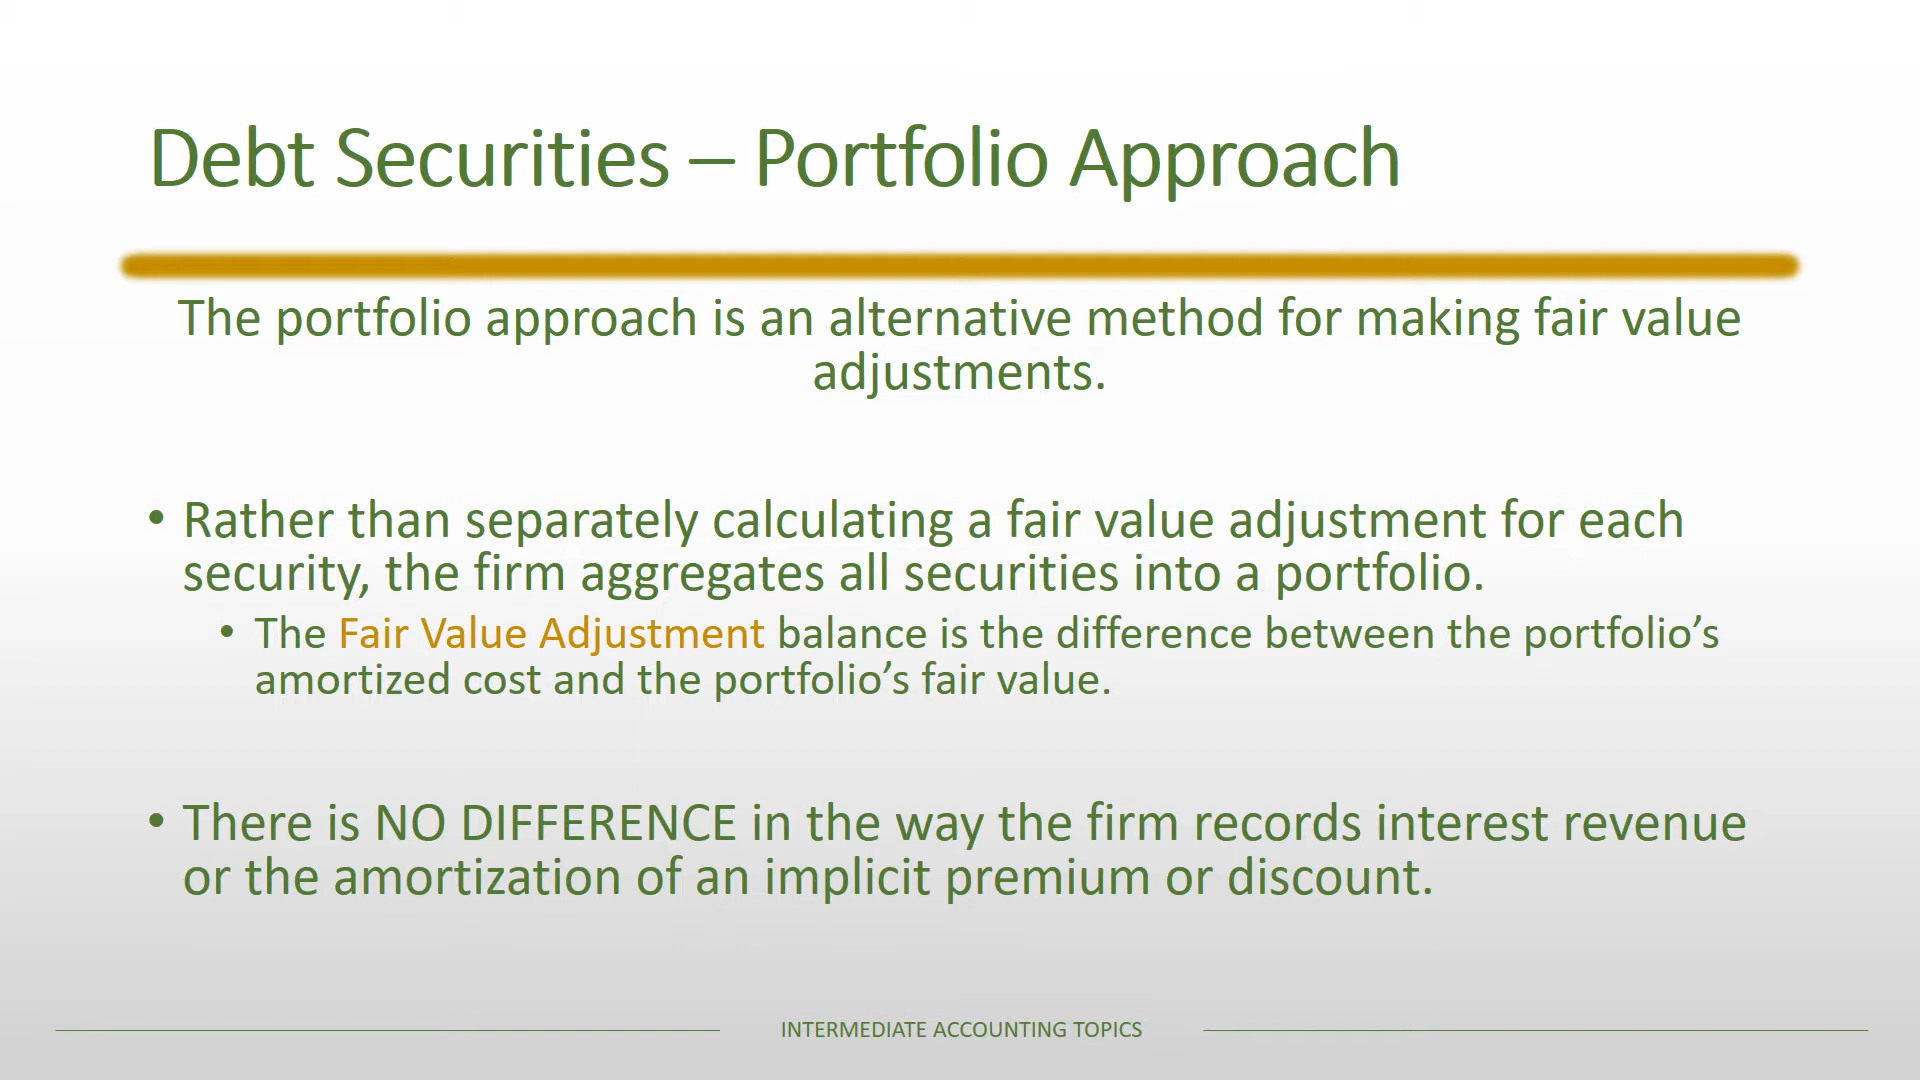 Debt Securities – Portfolio Approach
The portfolio approach is an alternative method for making fair value
adjustments.
• Rather than separately calculating a fair value adjustment for each
security, the firm aggregates all securities into a portfolio.
• The Fair Value Adjustment balance is the difference between the portfolio’s
amortized cost and the portfolio’s fair value.
• There is NO DIFFERENCE in the way the firm records interest revenue
or the amortization of an implicit premium or discount.
INTERMEDIATE ACCOUNTING TOPICS